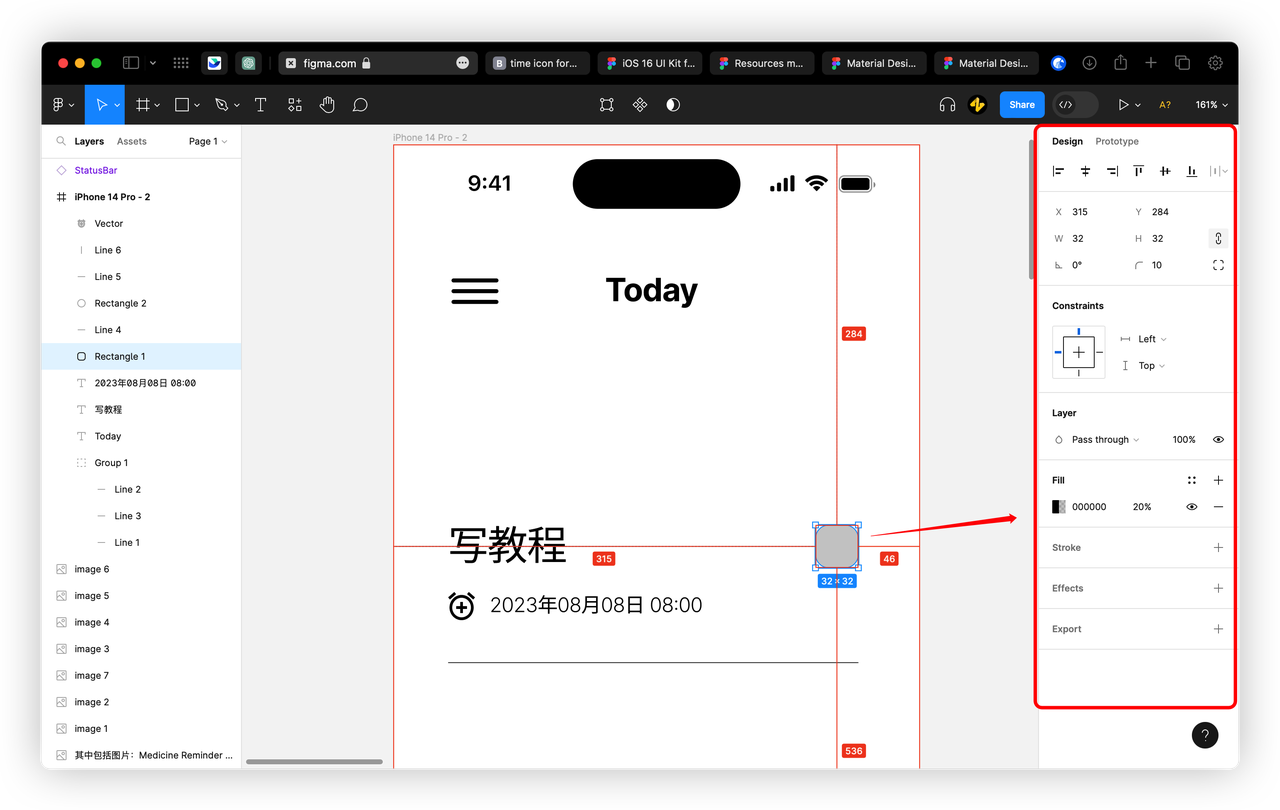 figma.com
B time icon for...
iOS 16 UI Kit f...
Resources m...
Material Desi...
Material Desi...
Share
A?
161%
Layers Assets Page 1
StatusBar
iPhone 14 Pro - 2
Vector
Line 6
Line 5
Rectangle 2
Line 4
Rectangle 1
2023年08月08日 08:00
写教程
Today
Group 1
Line 2
Line 3
Line 1
image 6
image 5
image 4
image 3
image 7
image 2
image 1
其中包括图片：Medicine Reminder ...
iPhone 14 Pro - 2
9:41
Today
284
写教程
315
46
32 × 32
2023年08月08日 08:00
536
Design Prototype
X 315 Y 284
W 32 H 32
0° 10
Constraints
Left
Top
Layer
Pass through 100%
Fill
000000 20%
Stroke
Effects
Export
?